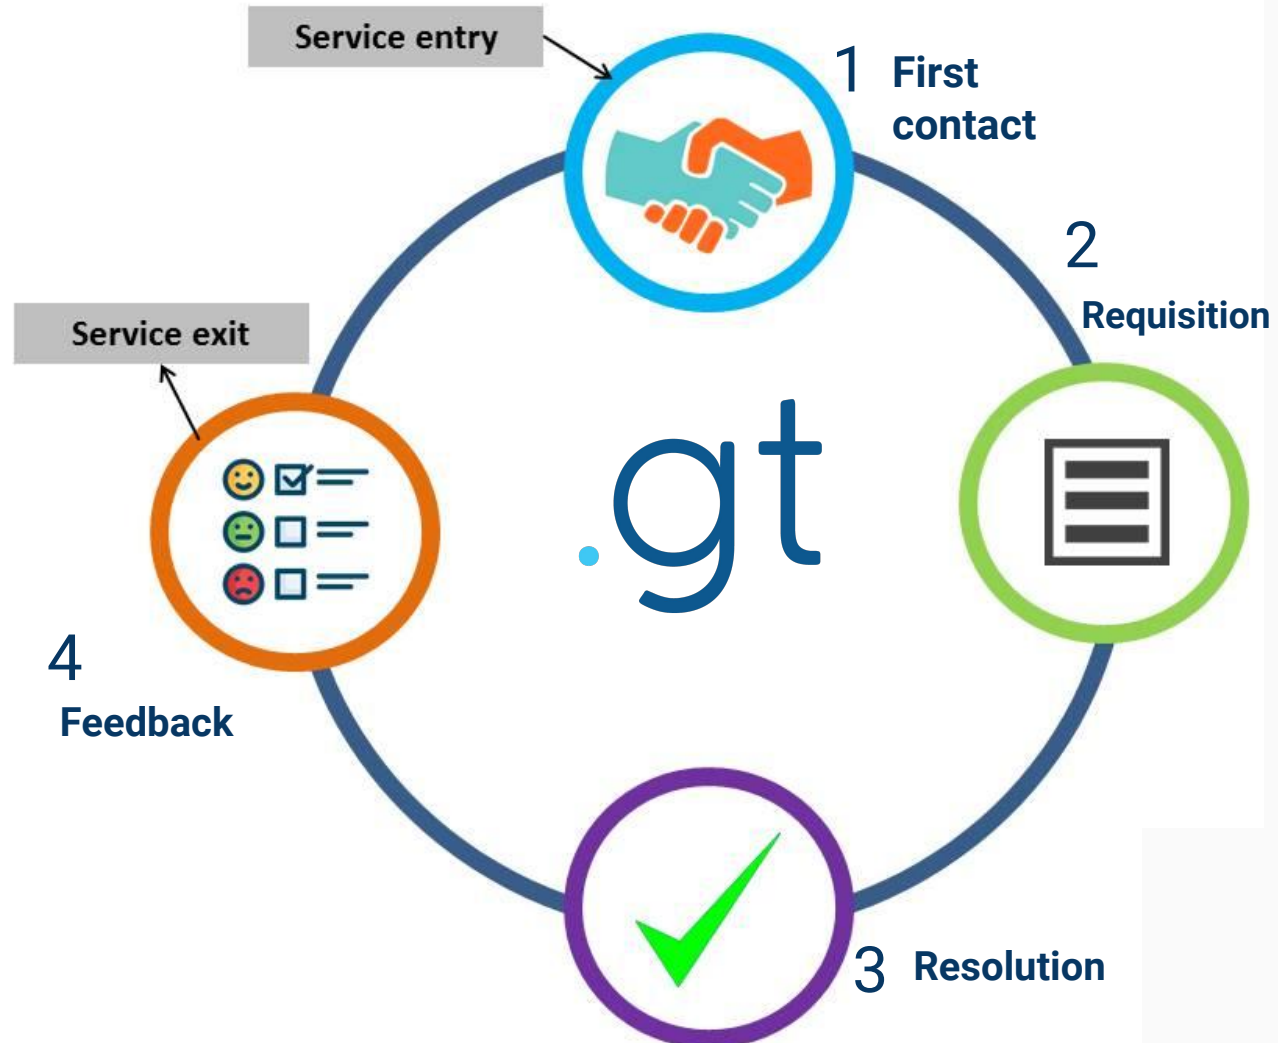 Service entry
1 First
contact
2
Requisition
Service exit
.gt
4
Feedback
3 Resolution